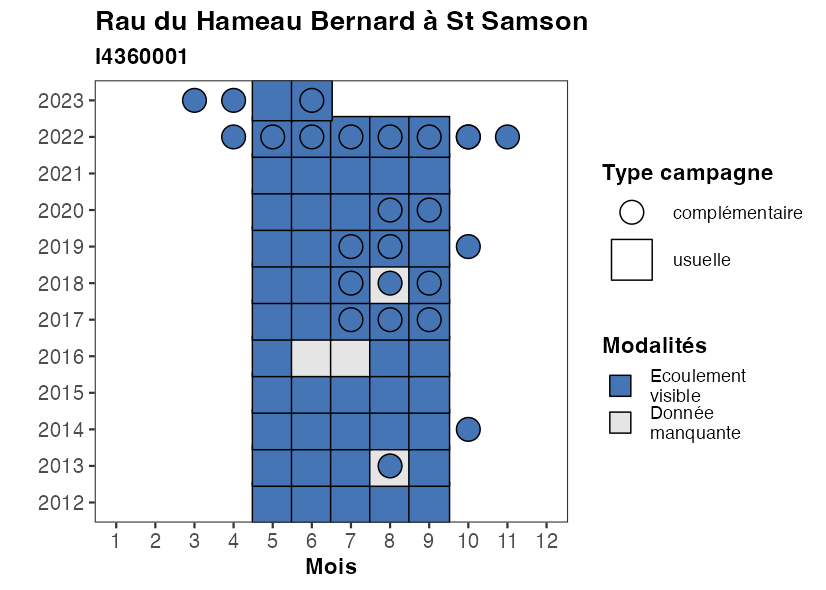 Rau du Hameau Bernard à St Samson
I4360001
2023
2022
2021
2020
2019
2018
2017
2016
2015
2014
2013
2012
1 2 3 4 5 6 7 8 9 10 11 12
Mois
Type campagne
complémentaire
usuelle
Modalités
Ecoulement
visible
Donnée
manquante